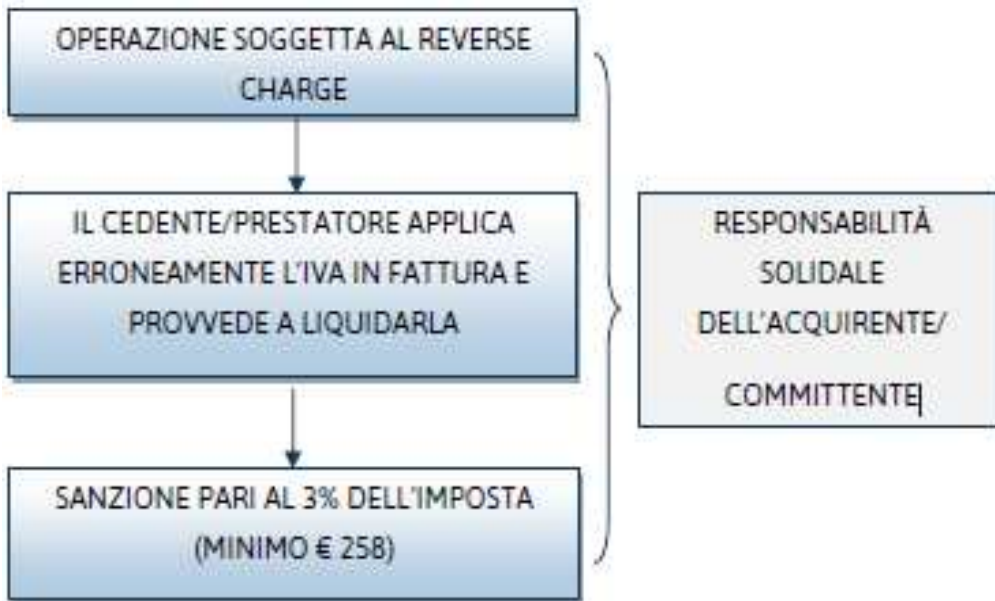 OPERAZIONE SOGGETTA AL REVERSE
CHARGE
IL CEDENTE/PRESTATORE APPLICA
ERRONEAMENTE L'IVA IN FATTURA E
PROVVEDE A LIQUIDARLA
SANZIONE PARI AL 3% DELL'IMPOSTA
(MINIMO € 258)
RESPONSABILITÀ
SOLIDALE
DELL'ACQUIRENTE/
COMMITTENTE